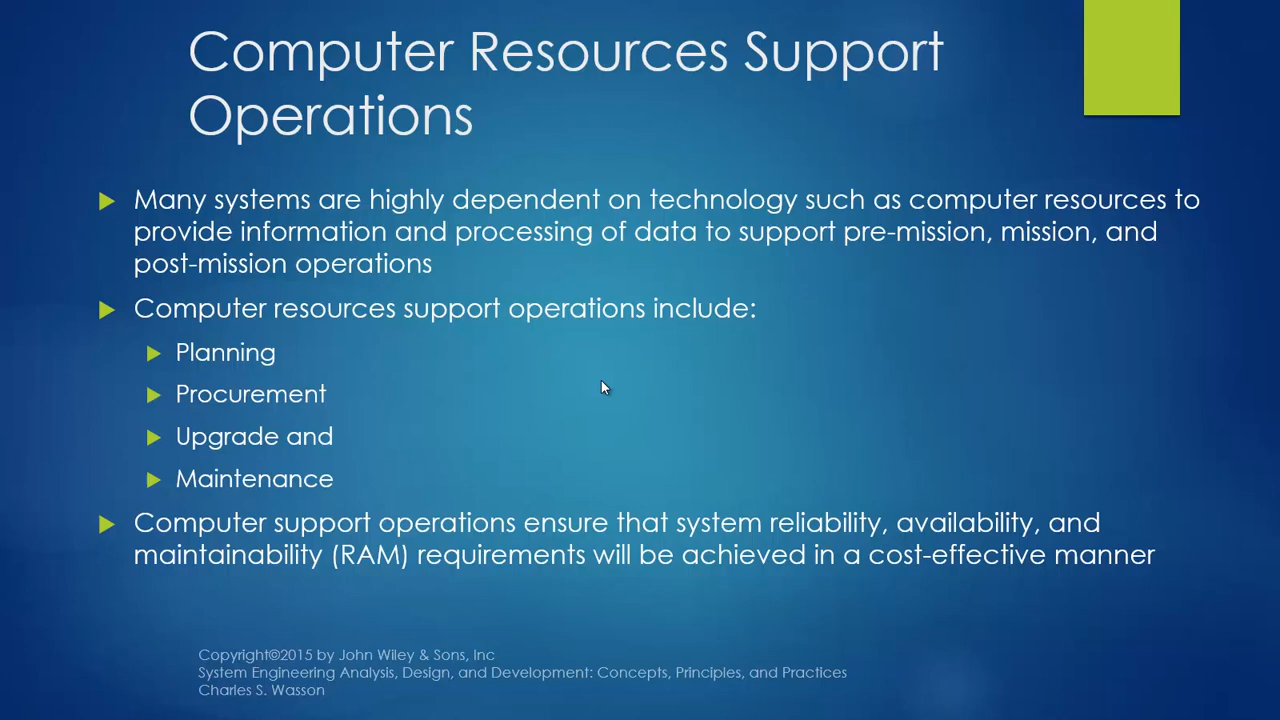 Computer Resources Support
Operations
Many systems are highly dependent on technology such as computer resources to
provide information and processing of data to support pre-mission, mission, and
post-mission operations
Computer resources support operations include:
Planning
Procurement
Upgrade and
Maintenance
Computer support operations ensure that system reliability, availability, and
maintainability (RAM) requirements will be achieved in a cost-effective manner
Copyright©2015 by John Wiley & Sons, Inc
System Engineering Analysis, Design, and Development: Concepts, Principles, and Practices
Charles S. Wasson